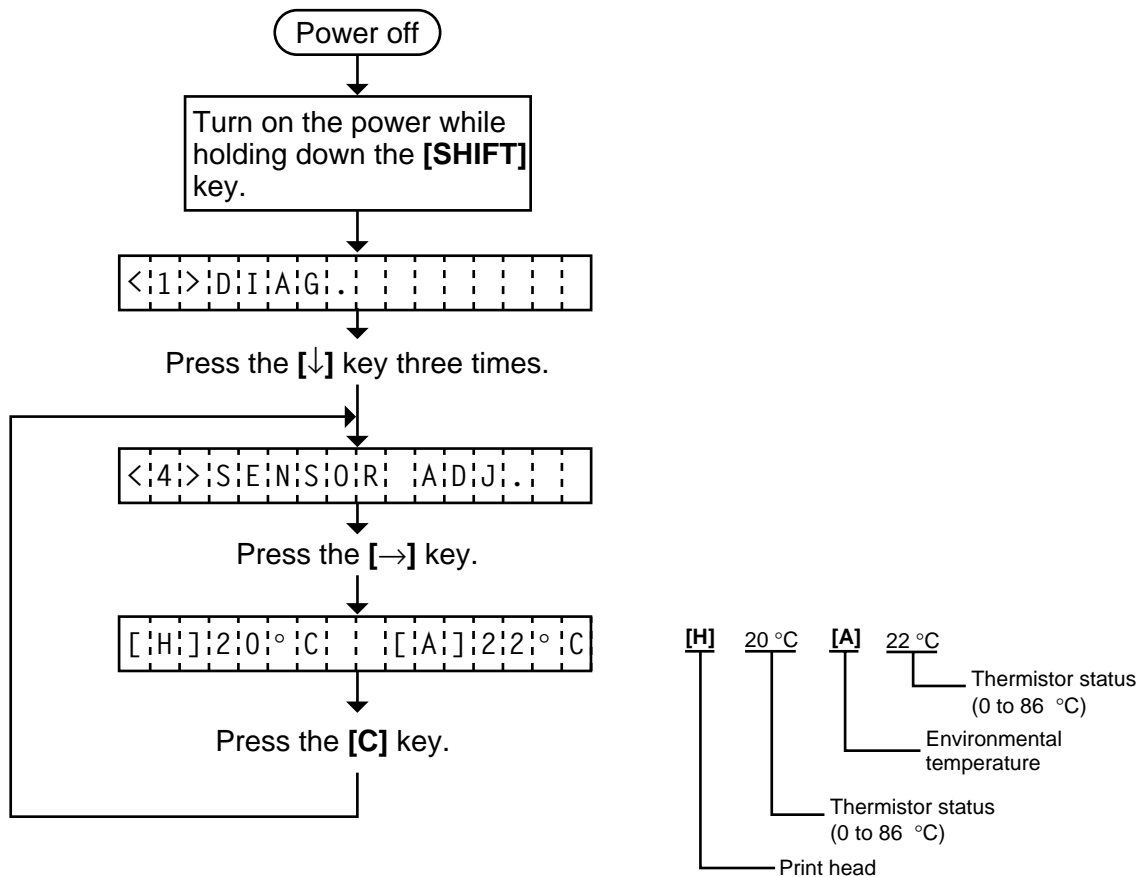 Power off
Turn on the power while
holding down the [SHIFT]
key.
<1>DIAG.
Press the [↓] key three times.
<4>SENSOR ADJ.
Press the [→] key.
[H]20°C [A]22°C
Press the [C] key.
[H] 20 °C [A] 22 °C
Thermistor status
(0 to 86 °C)
Environmental
temperature
Thermistor status
(0 to 86 °C)
Print head